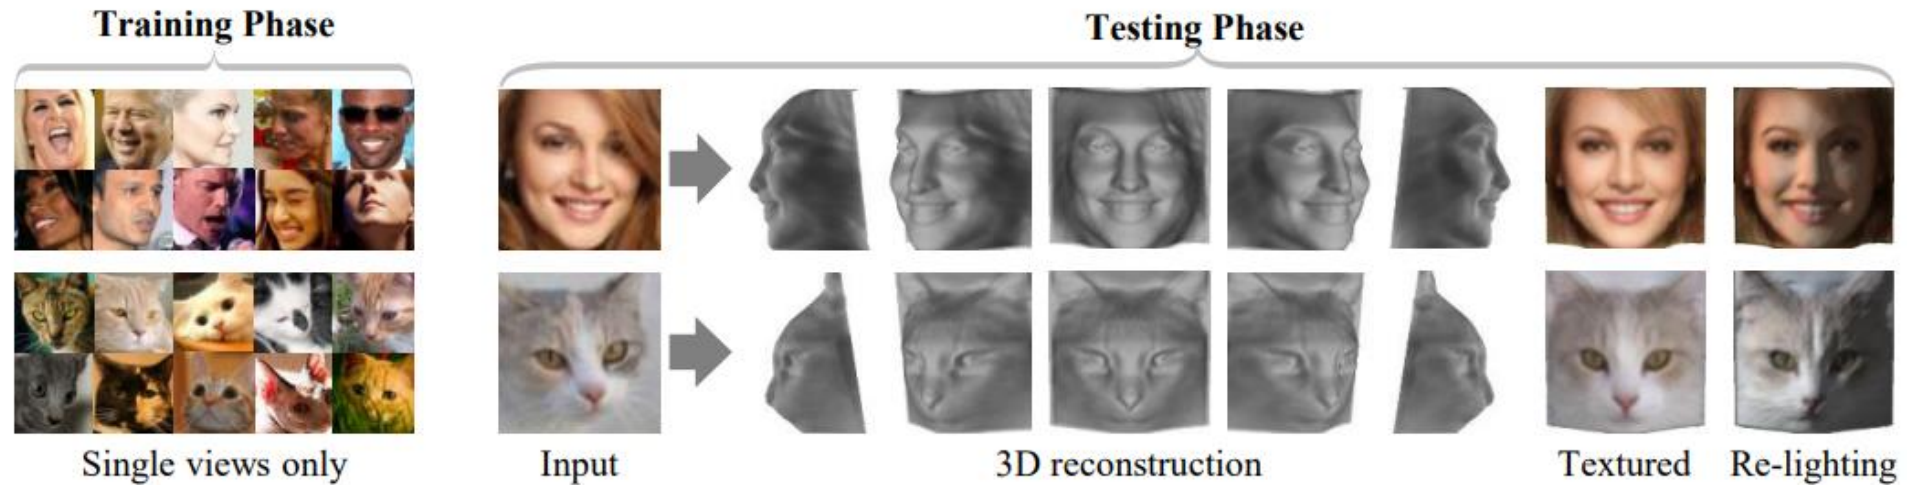 Training Phase
Testing Phase
Single views only
Input
3D reconstruction
Textured
Re-lighting